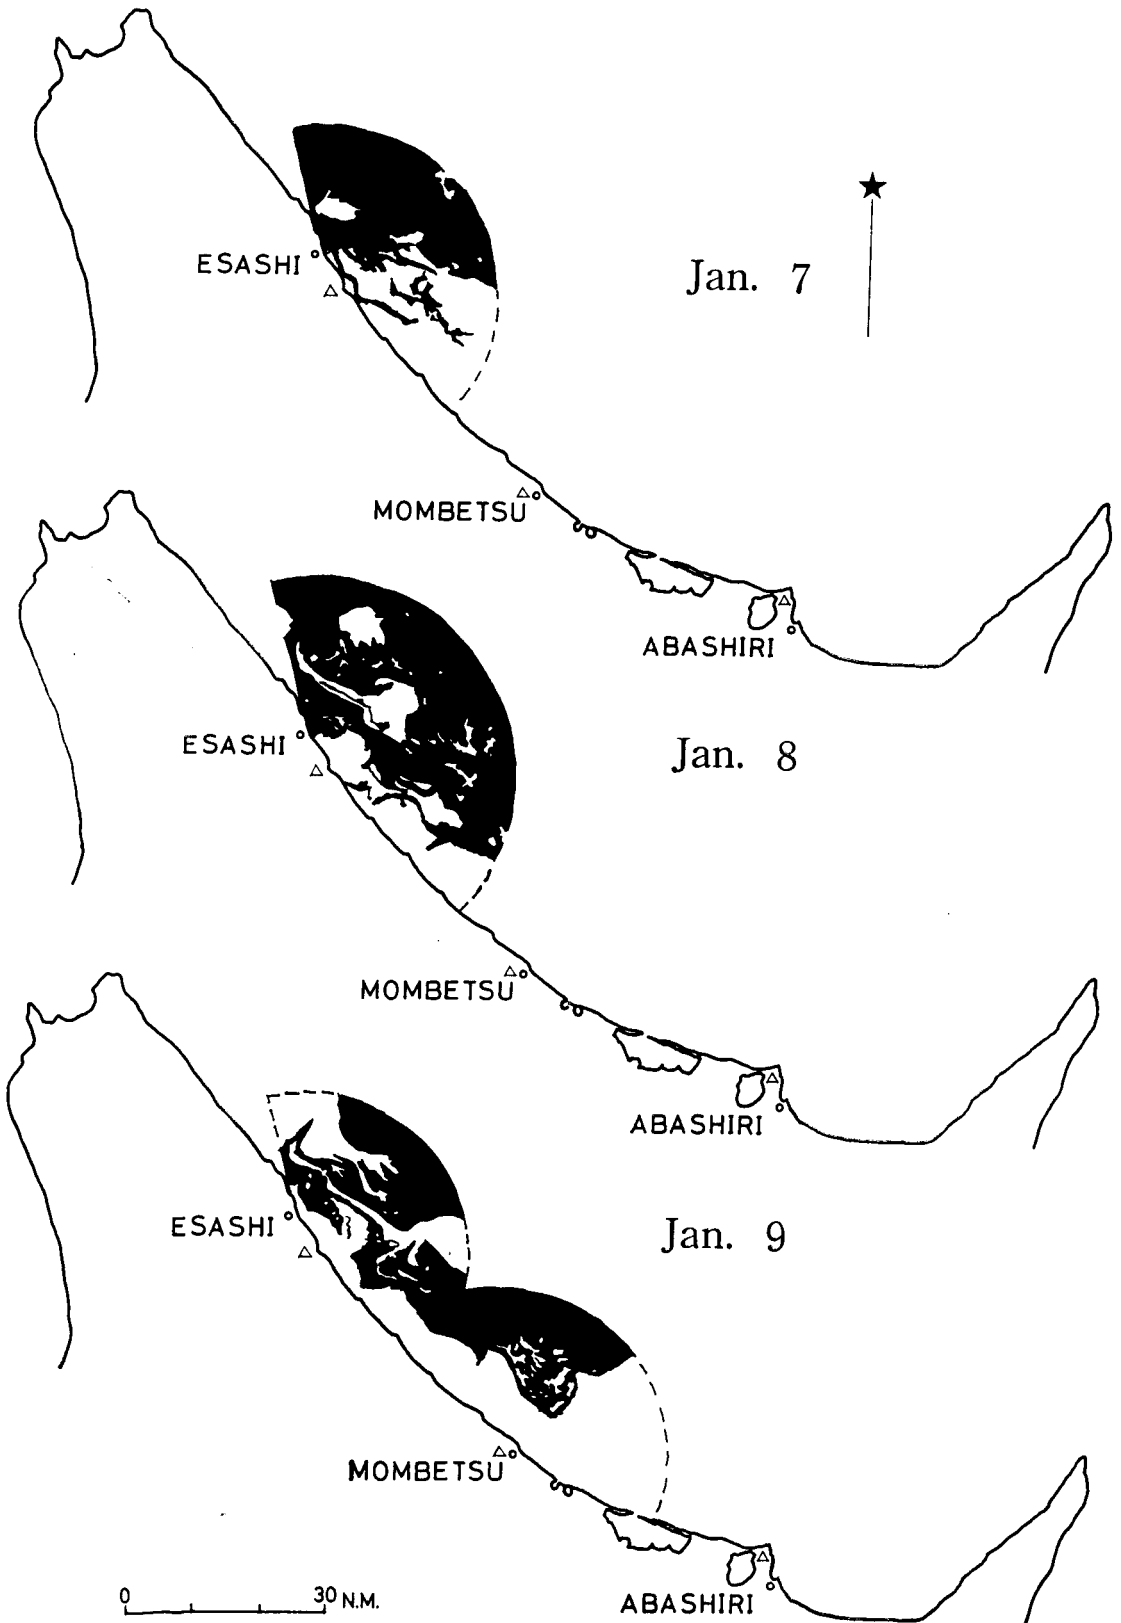 ESASHI
Jan. 7
MOMBETSU
ABASHIRI
ESASHI
Jan. 8
MOMBETSU
ABASHIRI
ESASHI
Jan. 9
MOMBETSU
ABASHIRI
0 30 N.M.